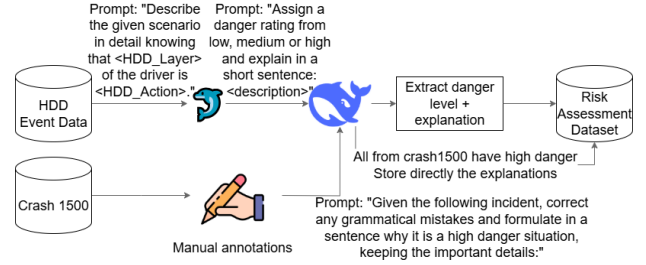 Prompt: "Describe
the given scenario
in detail knowing
that <HDD_Layer>
of the driver is
<HDD_Action>."
Prompt: "Assign a
danger rating from
low, medium or high
and explain in a
short sentence:
<description>"
HDD
Event Data
Extract danger
level +
explanation
Risk
Assessment
Dataset
All from crash1500 have high danger
Store directly the explanations
Crash 1500
Manual annotations
Prompt: "Given the following incident, correct
any grammatical mistakes and formulate in a
sentence why it is a high danger situation,
keeping the important details:"